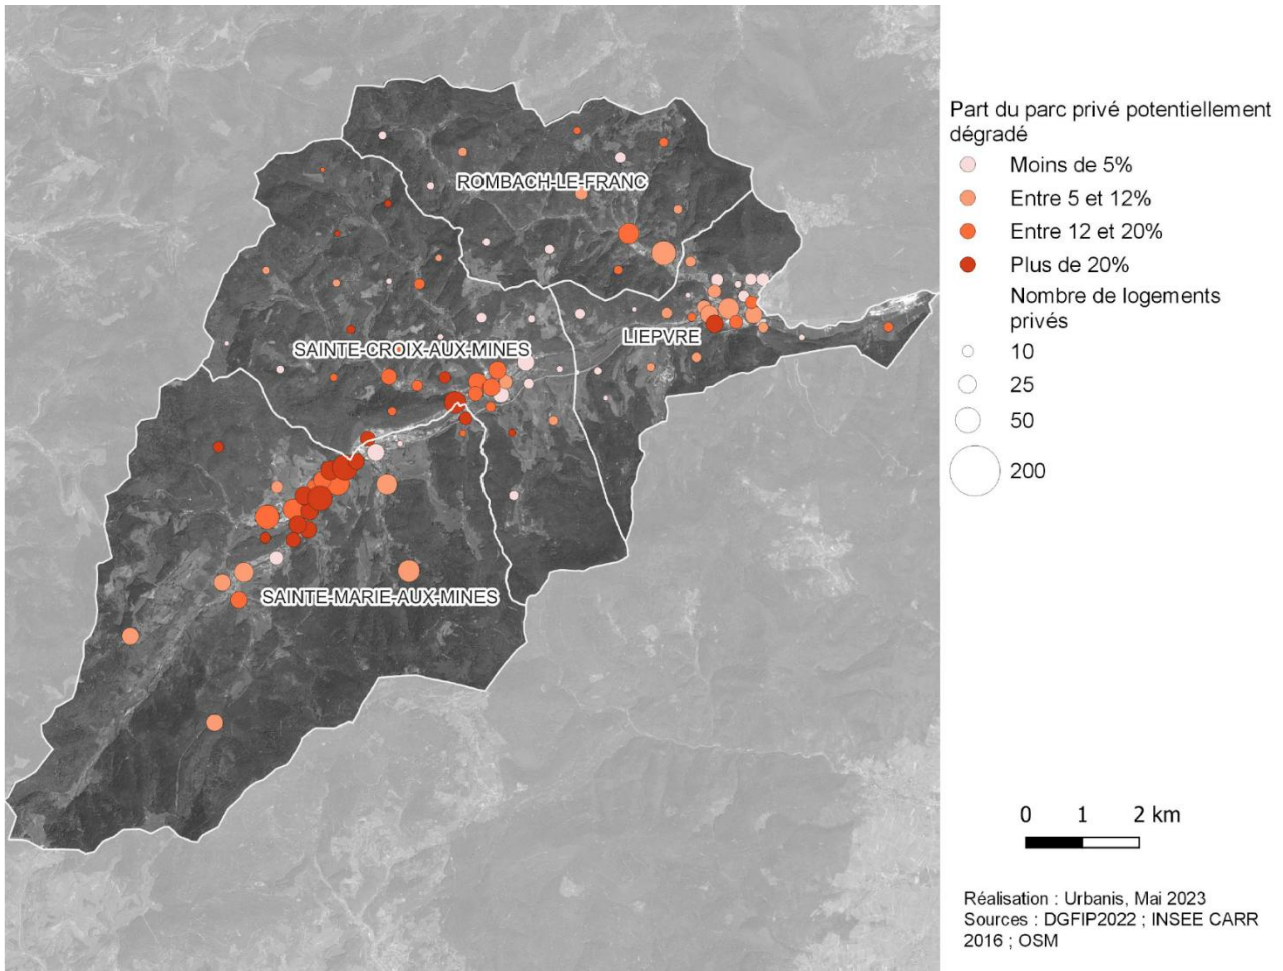 ROMBACH-LE-FRANC
LIEPVRE
SAINTE-CROIX-AUX-MINES
SAINTE-MARIE-AUX-MINES
Part du parc privé potentiellement
dégradé
Moins de 5%
Entre 5 et 12%
Entre 12 et 20%
Plus de 20%
Nombre de logements
privés
10
25
50
200
0 1 2 km
Réalisation : Urbanis, Mai 2023
Sources : DGFIP2022 ; INSEE CARR
2016 ; OSM